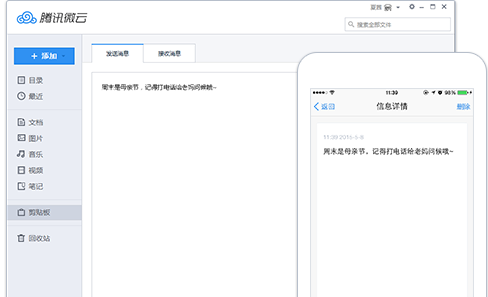 腾讯微云
搜索全部文件
+ 添加
发送消息
接收消息
周末是母亲节，记得打电话给老妈问候哦~
目录
最近
文档
图片
音乐
视频
笔记
剪贴板
回收站
11:39
98%
返回
信息详情
删除
11:39 2016-5-8
周末是母亲节，记得打电话给老妈问候哦~